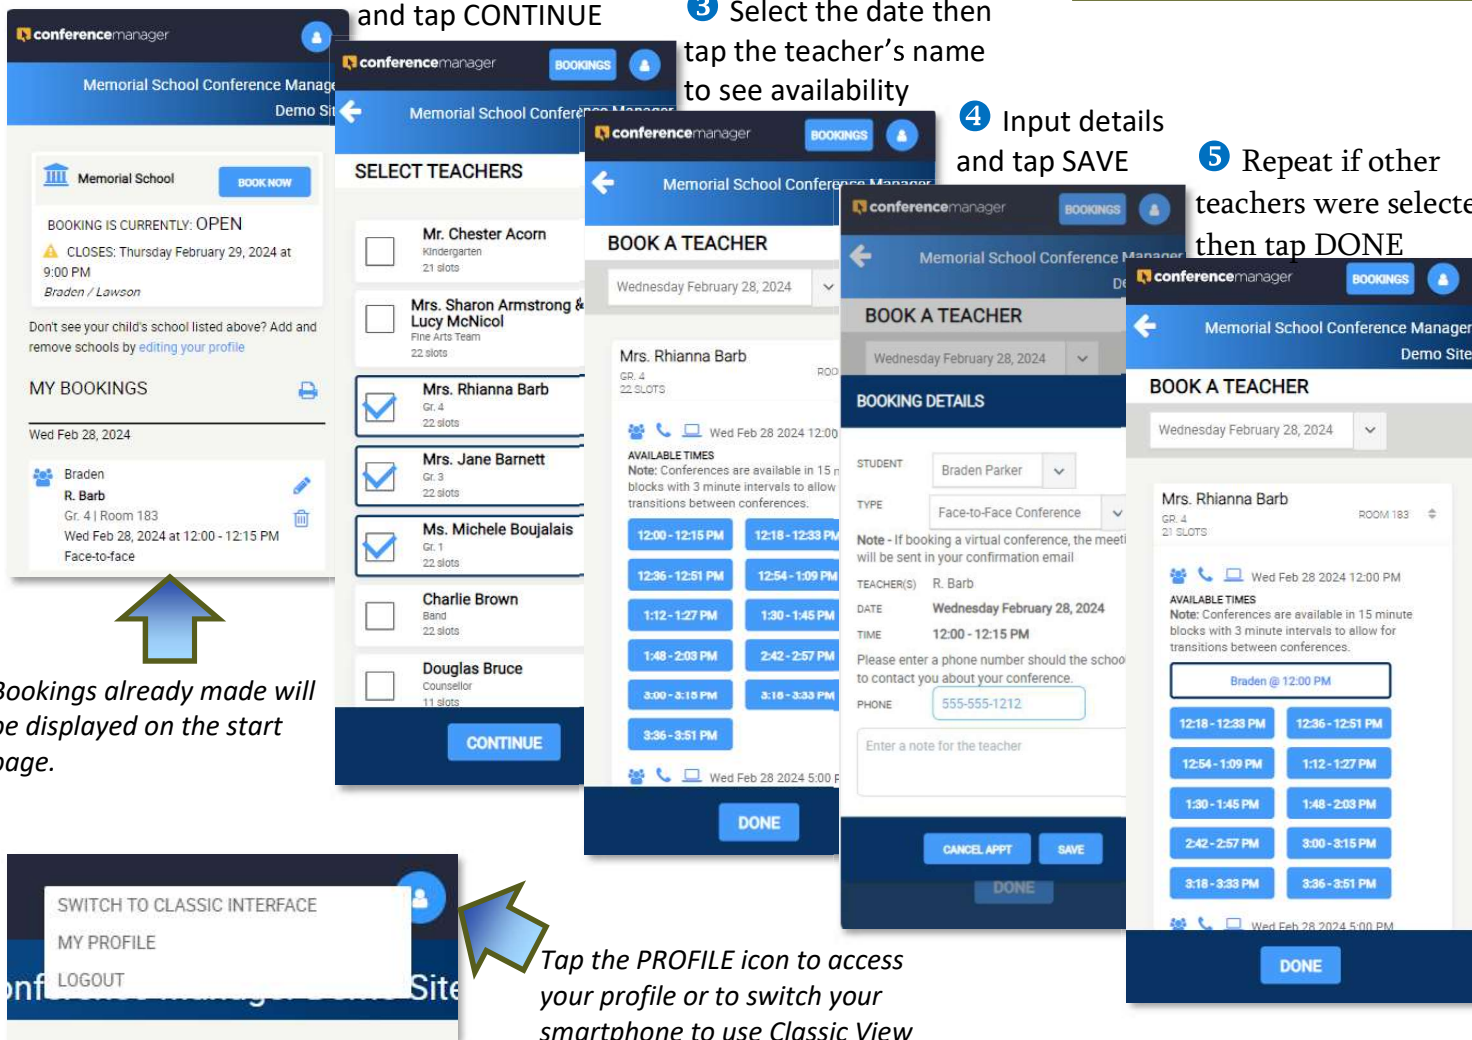 and tap CONTINUE
❸ Select the date then
tap the teacher's name
to see availability
❹ Input details
and tap SAVE
❺ Repeat if other
teachers were selecte
then tap DONE
conferencemanager
Memorial School Conference Manage
Demo Sit
Memorial School
BOOK NOW
BOOKING IS CURRENTLY: OPEN
CLOSES: Thursday February 29, 2024 at
9:00 PM
Braden / Lawson
Don't see your child's school listed above? Add and
remove schools by editing your profile
MY BOOKINGS
Wed Feb 28, 2024
Braden
R. Barb
Gr. 4 | Room 183
Wed Feb 28, 2024 at 12:00 - 12:15 PM
Face-to-face
Bookings already made will
be displayed on the start
page.
conferencemanager
BOOKINGS
Memorial School Conference Manager
SELECT TEACHERS
Mr. Chester Acorn
Kindergarten
21 slots
Mrs. Sharon Armstrong &
Lucy McNicol
Fine Arts Team
22 slots
Mrs. Rhianna Barb
Gr. 4
22 slots
Mrs. Jane Barnett
Gr. 3
22 slots
Ms. Michele Boujalais
Gr. 1
22 slots
Charlie Brown
Band
22 slots
Douglas Bruce
Counsellor
11 slots
CONTINUE
conferencemanager
BOOKINGS
Memorial School Conference Manager
BOOK A TEACHER
Wednesday February 28, 2024
Mrs. Rhianna Barb
GR. 4
ROO
22 SLOTS
Wed Feb 28 2024 12:00
AVAILABLE TIMES
Note: Conferences are available in 15 m
blocks with 3 minute intervals to allow
transitions between conferences.
12:00 - 12:15 PM 12:18 - 12:33 PM
12:36 - 12:51 PM 12:54 - 1:09 PM
1:12 - 1:27 PM 1:30 - 1:45 PM
1:48 - 2:03 PM 2:42 - 2:57 PM
3:00 - 3:15 PM 3:18 - 3:33 PM
3:36 - 3:51 PM
Wed Feb 28 2024 5:00 P
DONE
conferencemanager
BOOKINGS
Memorial School Conference Manager
De
BOOK A TEACHER
Wednesday February 28, 2024
BOOKING DETAILS
STUDENT Braden Parker
TYPE Face-to-Face Conference
Note - If booking a virtual conference, the meeti
will be sent in your confirmation email
TEACHER(S) R. Barb
DATE Wednesday February 28, 2024
TIME 12:00 - 12:15 PM
Please enter a phone number should the schoo
to contact you about your conference.
PHONE 555-555-1212
Enter a note for the teacher
CANCEL APPT SAVE
DONE
conferencemanager
BOOKINGS
Memorial School Conference Manager
Demo Site
BOOK A TEACHER
Wednesday February 28, 2024
Mrs. Rhianna Barb
GR. 4
ROOM 183
21 SLOTS
Wed Feb 28 2024 12:00 PM
AVAILABLE TIMES
Note: Conferences are available in 15 minute
blocks with 3 minute intervals to allow for
transitions between conferences.
Braden @ 12:00 PM
12:18 - 12:33 PM 12:36 - 12:51 PM
12:54 - 1:09 PM 1:12 - 1:27 PM
1:30 - 1:45 PM 1:48 - 2:03 PM
2:42 - 2:57 PM 3:00 - 3:15 PM
3:18 - 3:33 PM 3:36 - 3:51 PM
Wed Feb 28 2024 5:00 PM
DONE
SWITCH TO CLASSIC INTERFACE
MY PROFILE
LOGOUT
Site
Tap the PROFILE icon to access
your profile or to switch your
smartphone to use Classic View